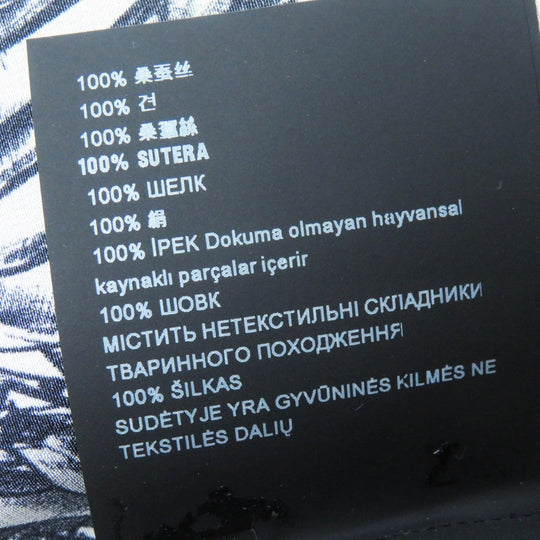 100% 桑蚕丝
100% 견
100% 桑蠶絲
100% SUTERA
100% ШЕЛК
100% 絹
100% İPEK Dokuma olmayan hayvansal
kaynaklı parçalar içerir
100% ШОВК
МІСТИТЬ НЕТЕКСТИЛЬНІ СКЛАДНИКИ
ТВАРИННОГО ПОХОДЖЕННЯ
100% ŠILKAS
SUDĖTYJE YRA GYVŪNINĖS KILMĖS NE
TEKSTILĖS DALIŲ